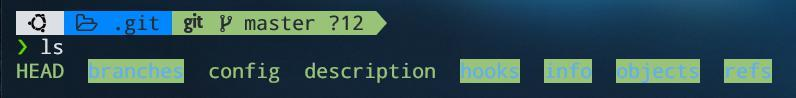 .git git master ?12
❯ ls
HEAD branches config description hooks info objects refs